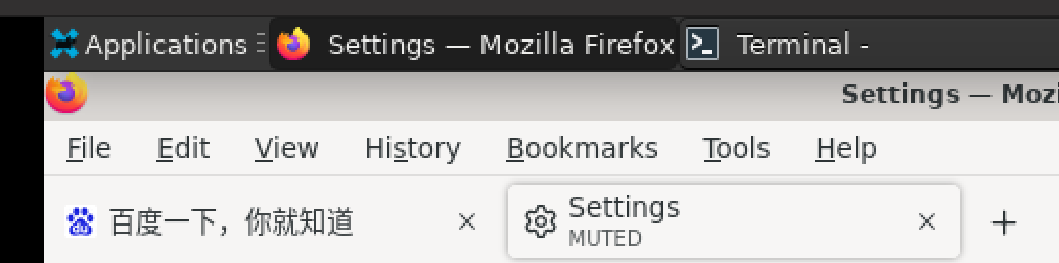 Applications Settings — Mozilla Firefox Terminal -
Settings — Mozi
File Edit View History Bookmarks Tools Help
百度一下，你就知道 Settings
MUTED